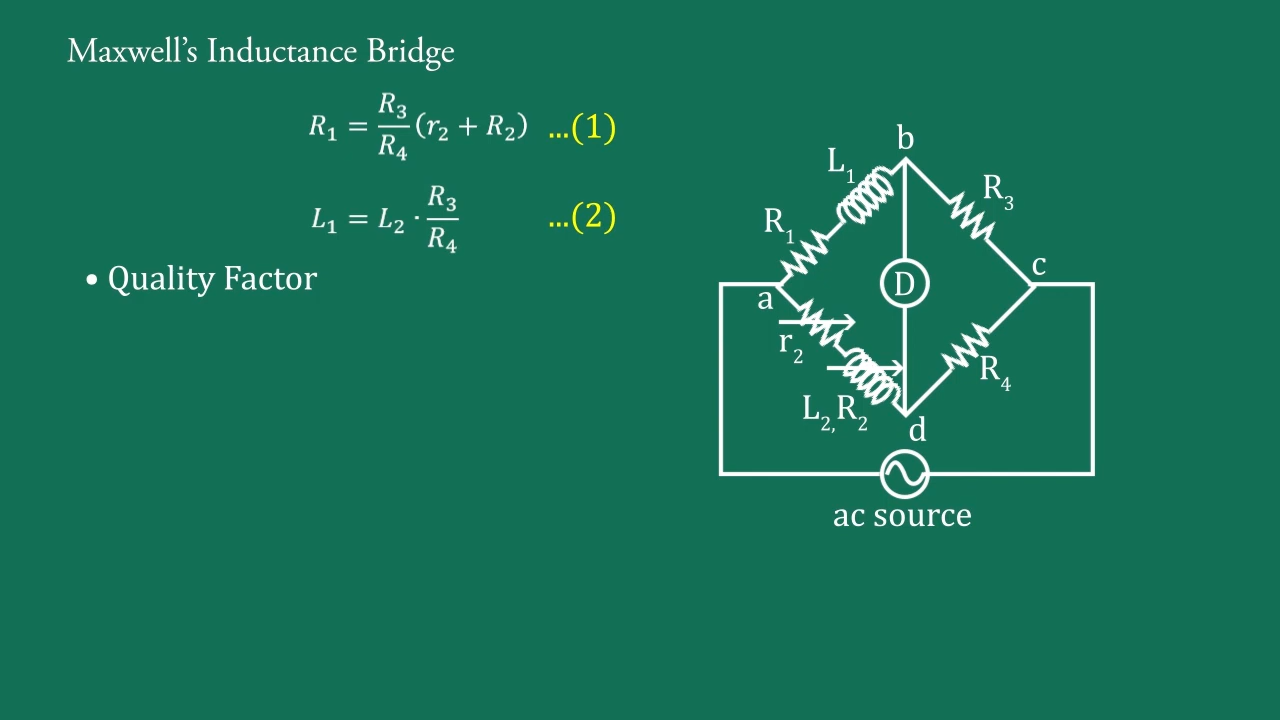 Maxwell's Inductance Bridge
R₁ = R₃/R₄ (r₂ + R₂) ...(1)
L₁ = L₂ · R₃/R₄ ...(2)
• Quality Factor
b
L₁
R₃
R₁
c
D
a
r₂
R₄
L₂,R₂
d
ac source